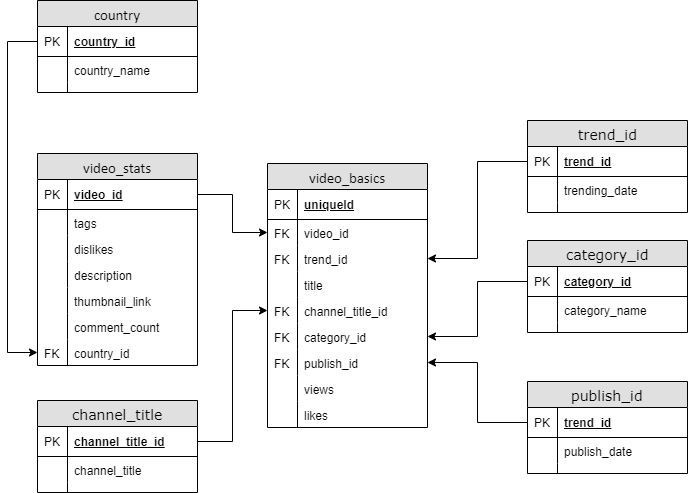 country
PK country_id
country_name
video_stats
PK video_id
tags
dislikes
description
thumbnail_link
comment_count
FK country_id
channel_title
PK channel_title_id
channel_title
video_basics
PK uniqueId
FK video_id
FK trend_id
title
FK channel_title_id
FK category_id
FK publish_id
views
likes
trend_id
PK trend_id
trending_date
category_id
PK category_id
category_name
publish_id
PK trend_id
publish_date